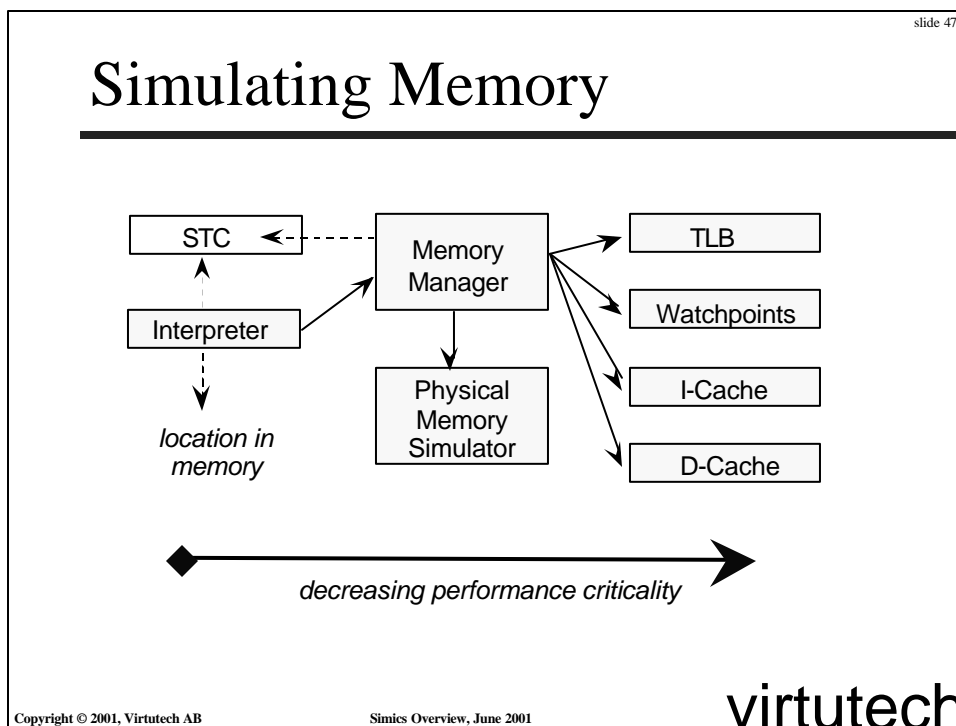 slide 47
Simulating Memory
STC
Memory
Manager
TLB
Watchpoints
Interpreter
I-Cache
Physical
Memory
Simulator
location in
memory
D-Cache
decreasing performance criticality
Copyright © 2001, Virtutech AB
Simics Overview, June 2001
virtutech